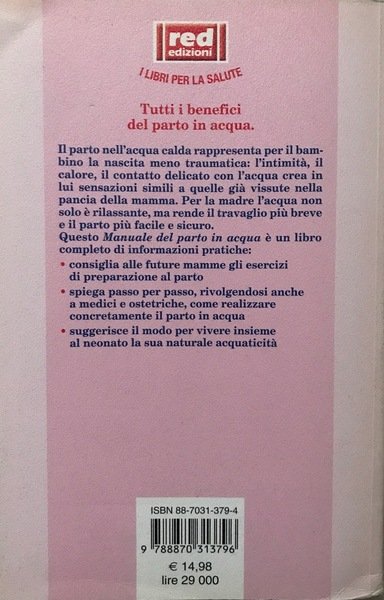 red
edizioni
I LIBRI PER LA SALUTE
Tutti i benefici
del parto in acqua.
Il parto nell'acqua calda rappresenta per il bam-
bino la nascita meno traumatica: l'intimità, il
calore, il contatto delicato con l'acqua crea in
lui sensazioni simili a quelle già vissute nella
pancia della mamma. Per la madre l'acqua non
solo è rilassante, ma rende il travaglio più breve
e il parto più facile e sicuro.
Questo Manuale del parto in acqua è un libro
completo di informazioni pratiche:
• consiglia alle future mamme gli esercizi
di preparazione al parto
• spiega passo per passo, rivolgendosi anche
a medici e ostetriche, come realizzare
concretamente il parto in acqua
• suggerisce il modo per vivere insieme
al neonato la sua naturale acquaticità
ISBN 88-7031-379-4
9 788870 313796
€ 14,98
lire 29 000